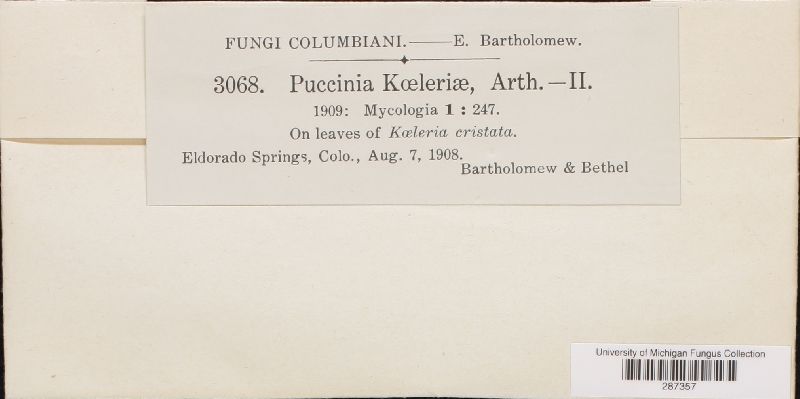 FUNGI COLUMBIANI.——E. Bartholomew.
3068. Puccinia Kœleriæ, Arth.—II.
1909: Mycologia 1 : 247.
On leaves of Kœleria cristata.
Eldorado Springs, Colo., Aug. 7, 1908.
Bartholomew & Bethel
University of Michigan Fungus Collection
287357